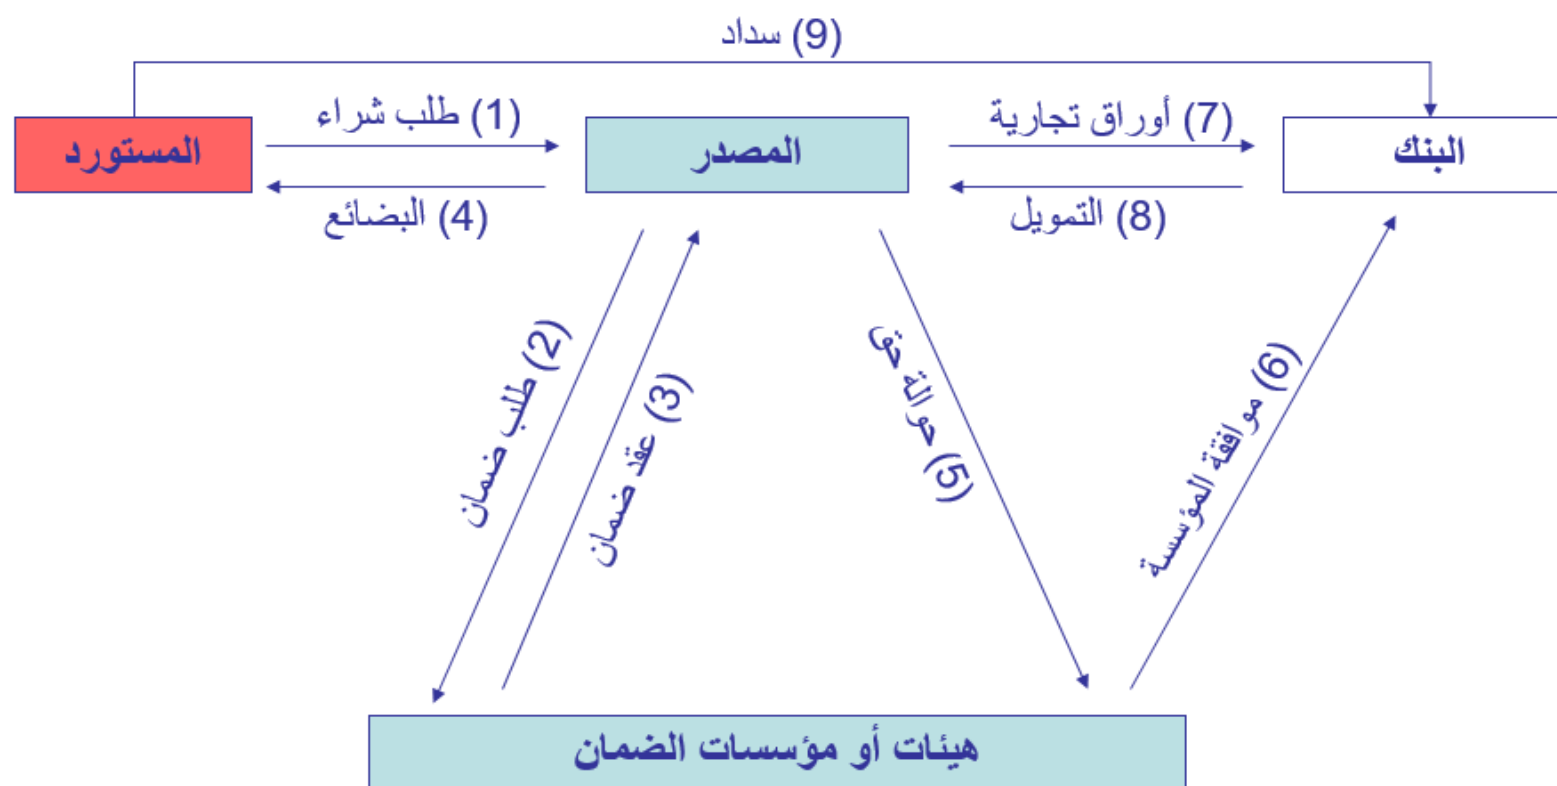 (9) سداد
المستورد
(1) طلب شراء
المصدر
(7) أوراق تجارية
البنك
(4) البضائع
(8) التمويل
(2) طلب ضمان
(3) عقد ضمان
(5) حوالة حق
(6) موافقة المؤسسة
هيئات أو مؤسسات الضمان